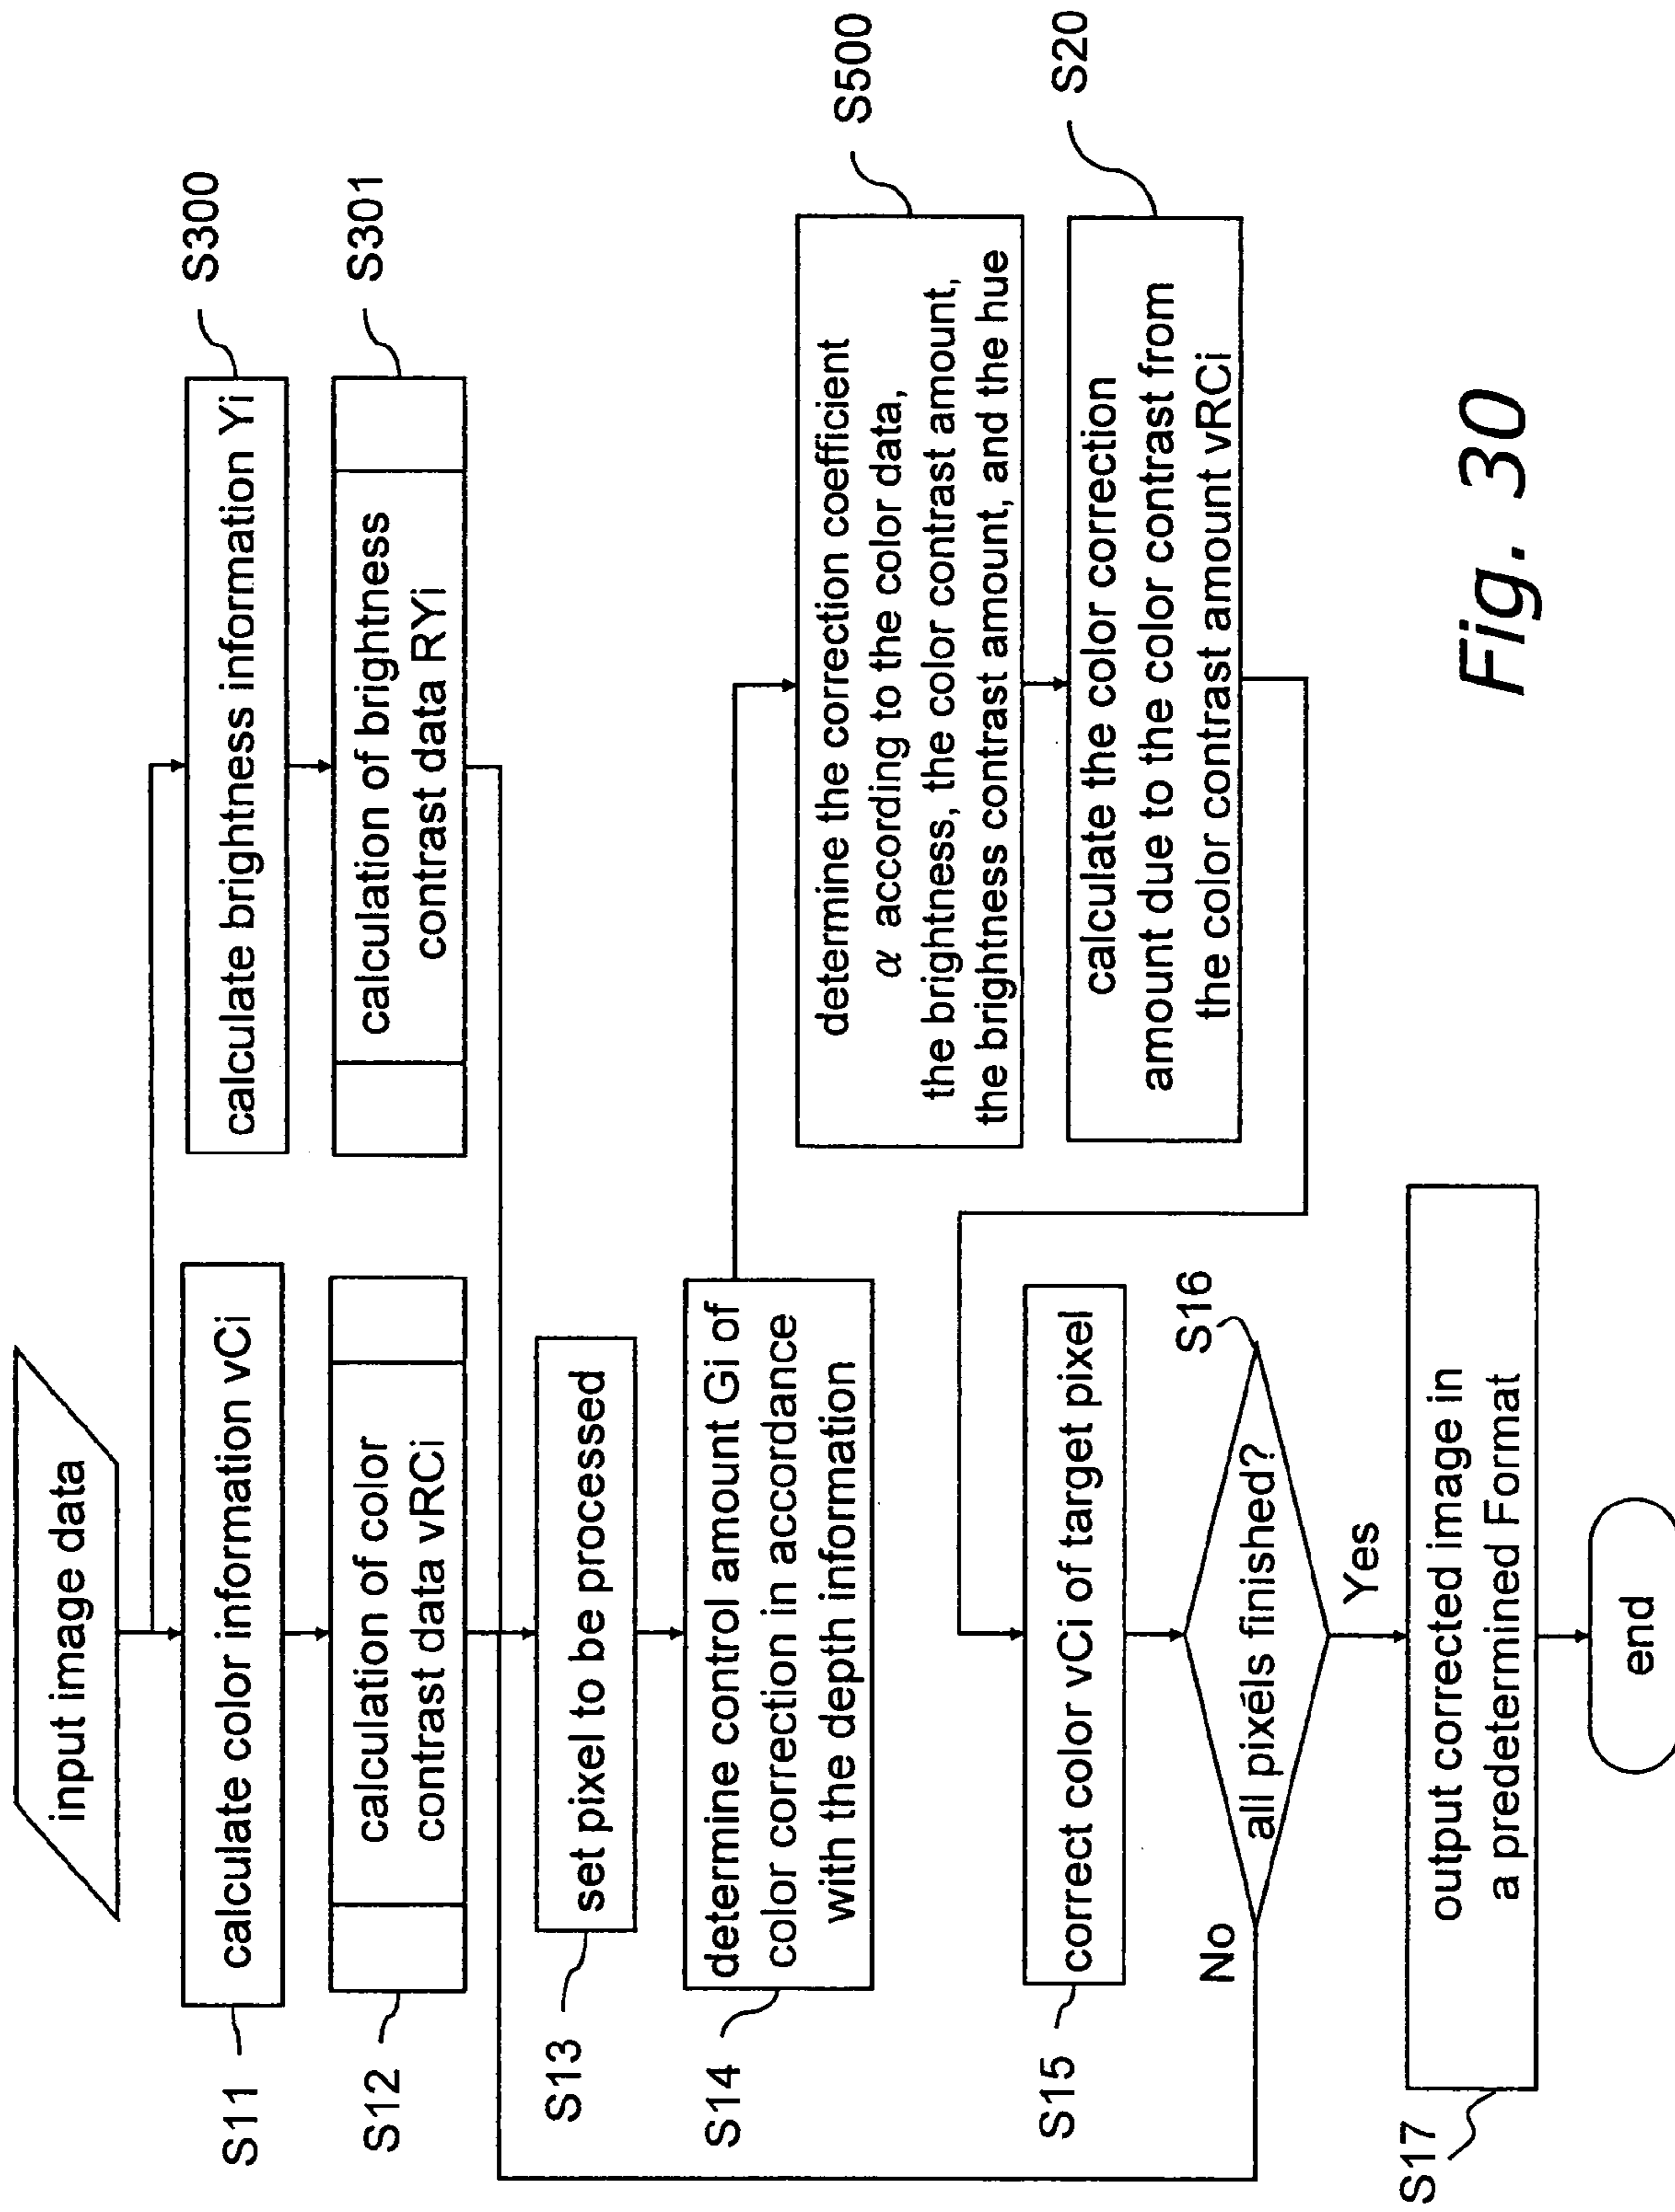 input image data
S11
calculate color information vCi
S300
calculate brightness information Yi
S12
calculation of color
contrast data vRCi
S301
calculation of brightness
contrast data RYi
S13
set pixel to be processed
S14
determine control amount Gi of
color correction in accordance
with the depth information
S500
determine the correction coefficient
α according to the color data,
the brightness, the color contrast amount,
the brightness contrast amount, and the hue
S20
calculate the color correction
amount due to the color contrast from
the color contrast amount vRCi
S15
correct color vCi of target pixel
S16
all pixels finished?
No
Yes
S17
output corrected image in
a predetermined Format
end
Fig. 30